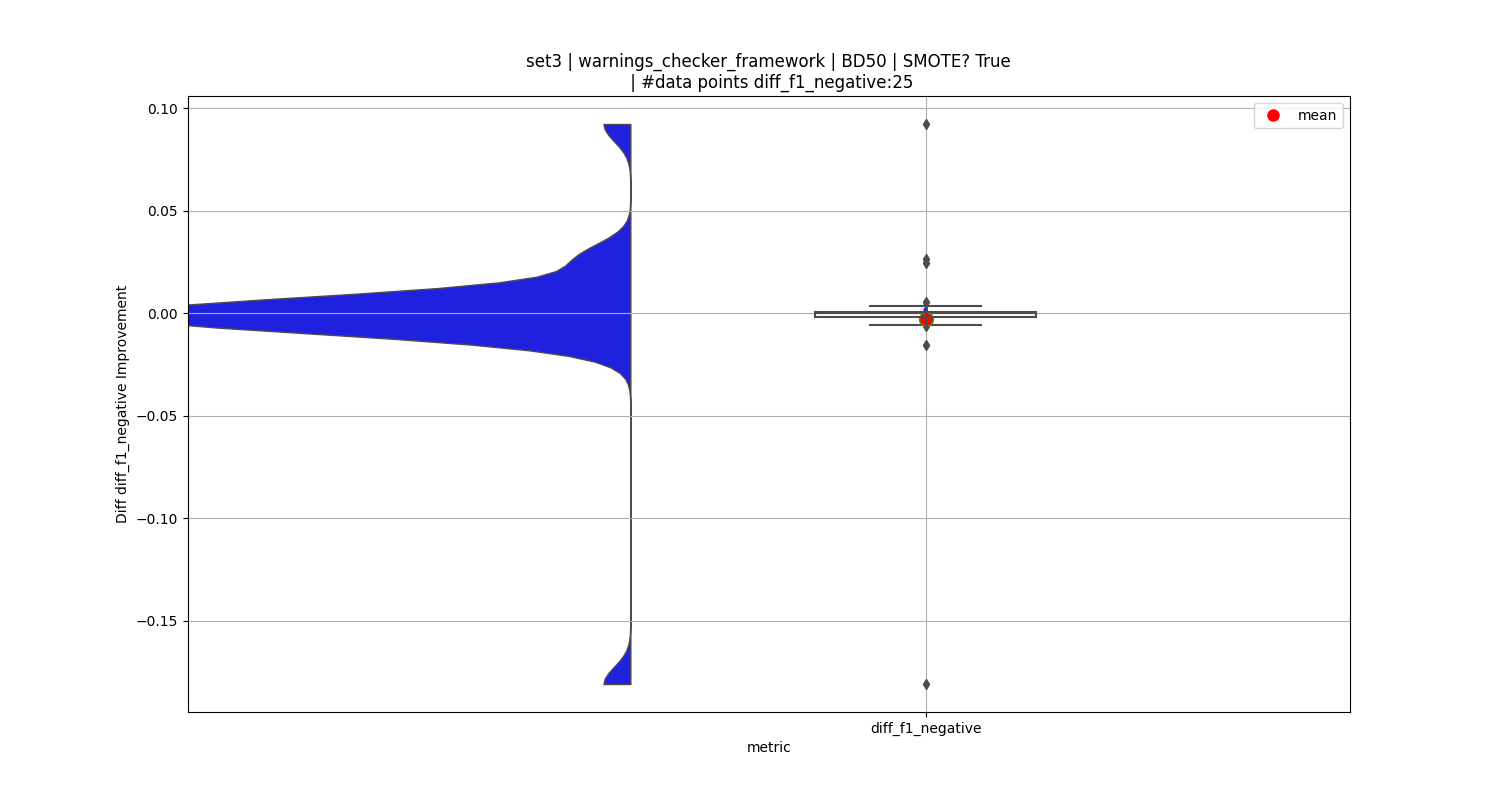 set3 | warnings_checker_framework | BD50 | SMOTE? True
| #data points diff_f1_negative:25
mean
0.10
0.05
0.00
−0.05
−0.10
−0.15
Diff diff_f1_negative Improvement
diff_f1_negative
metric